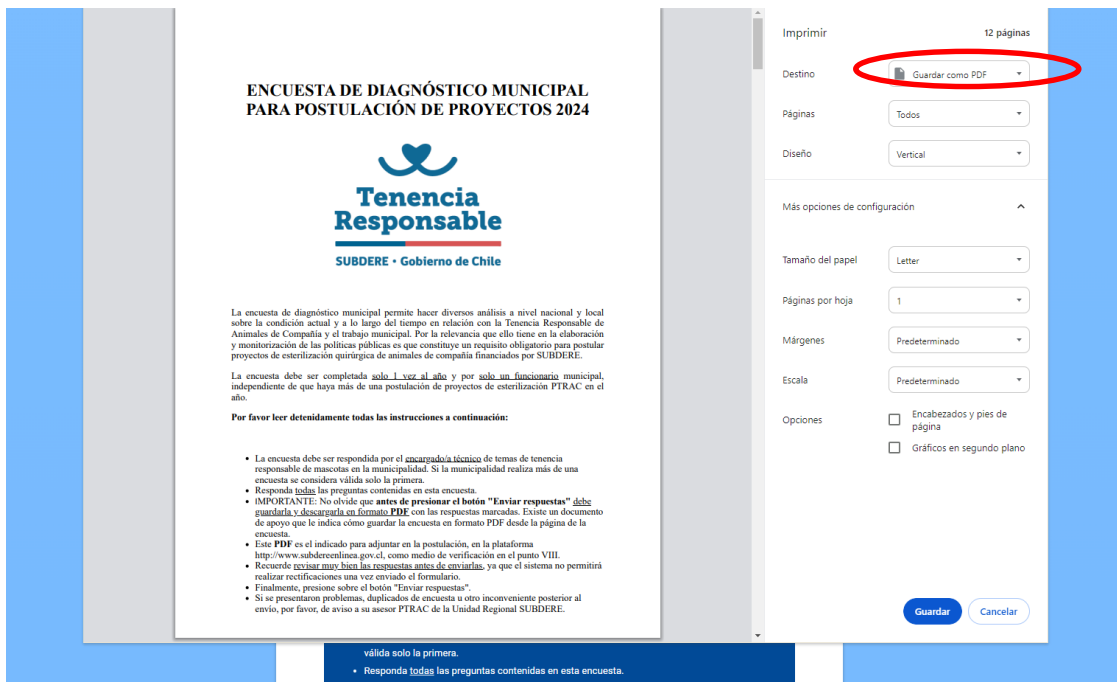 ENCUESTA DE DIAGNÓSTICO MUNICIPAL
PARA POSTULACIÓN DE PROYECTOS 2024
Tenencia
Responsable
SUBDERE · Gobierno de Chile
La encuesta de diagnóstico municipal permite hacer diversos análisis a nivel nacional y local
sobre la condición actual y a lo largo del tiempo en relación con la Tenencia Responsable de
Animales de Compañía y el trabajo municipal. Por la relevancia que ello tiene en la elaboración
y monitorización de las políticas públicas es que constituye un requisito obligatorio para postular
proyectos de esterilización quirúrgica de animales de compañía financiados por SUBDERE.
La encuesta debe ser completada solo 1 vez al año y por solo un funcionario municipal,
independiente de que haya más de una postulación de proyectos de esterilización PTRAC en el
año.
Por favor leer detenidamente todas las instrucciones a continuación:
• La encuesta debe ser respondida por el encargado/a técnico de temas de tenencia
responsable de mascotas en la municipalidad. Si la municipalidad realiza más de una
encuesta se considera válida solo la primera.
• Responda todas las preguntas contenidas en esta encuesta.
• IMPORTANTE: No olvide que antes de presionar el botón "Enviar respuestas" debe
guardarla y descargarla en formato PDF con las respuestas marcadas. Existe un documento
de apoyo que le indica cómo guardar la encuesta en formato PDF desde la página de la
encuesta.
• Este PDF es el indicado para adjuntar en la postulación, en la plataforma
http://www.subdereenlinea.gov.cl, como medio de verificación en el punto VIII.
• Recuerde revisar muy bien las respuestas antes de enviarlas, ya que el sistema no permitirá
realizar rectificaciones una vez enviado el formulario.
• Finalmente, presione sobre el botón "Enviar respuestas".
• Si se presentaron problemas, duplicados de encuesta u otro inconveniente posterior al
envío, por favor, de aviso a su asesor PTRAC de la Unidad Regional SUBDERE.
Imprimir 12 páginas
Destino Guardar como PDF
Páginas Todos
Diseño Vertical
Más opciones de configuración
Tamaño del papel Letter
Páginas por hoja 1
Márgenes Predeterminado
Escala Predeterminado
Opciones Encabezados y pies de
página
Gráficos en segundo plano
Guardar Cancelar
válida solo la primera.
• Responda todas las preguntas contenidas en esta encuesta.